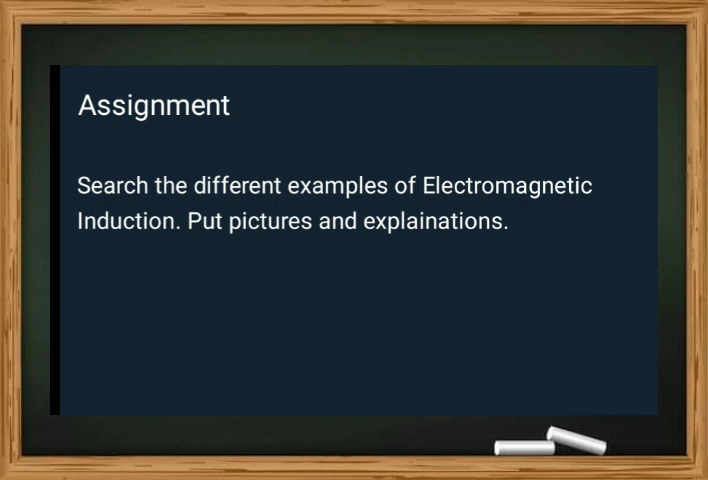 Assignment
Search the different examples of Electromagnetic
Induction. Put pictures and explainations.